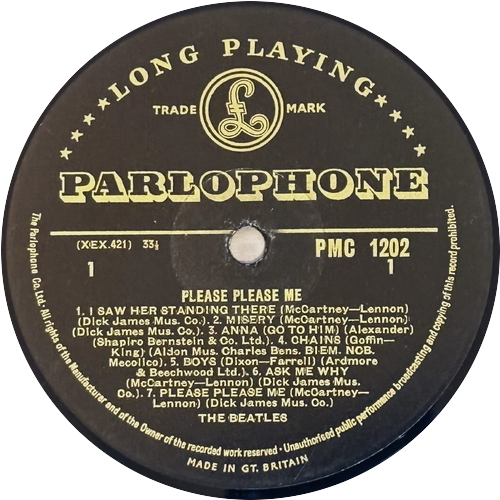 ★★★★★ LONG PLAYING ★★★★★
TRADE £ MARK
PARLOPHONE
(XEX.421) 33⅓
PMC 1202
1
1
PLEASE PLEASE ME
1. I SAW HER STANDING THERE (McCartney—Lennon)
(Dick James Mus. Co.) 2. MISERY (McCartney—Lennon)
(Dick James Mus. Co.) 3. ANNA (GO TO HIM) (Alexander)
(Shapiro Bernstein & Co. Ltd.) 4. CHAINS (Goffin—
King) (Aldon Mus. Charles Bens. BIEM. NOB.
Mecolico). 5. BOYS (Dixon—Farrell) (Ardmore
& Beechwood Ltd.) 6. ASK ME WHY
(McCartney—Lennon) (Dick James Mus.
Co.) 7. PLEASE PLEASE ME (McCartney—
Lennon) (Dick James Mus. Co.)
THE BEATLES
The Parlophone Co. Ltd. All rights of the Manufacturer and of the Owner of the recorded work reserved · Unauthorised public performance broadcasting and copying of this record prohibited.
MADE IN GT. BRITAIN